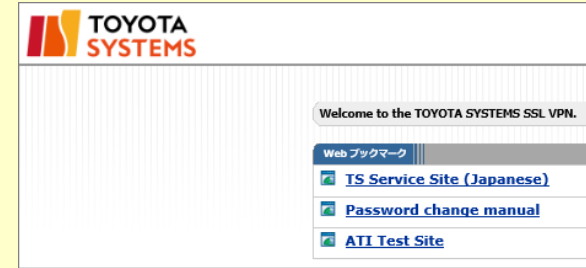 TOYOTA
SYSTEMS
Welcome to the TOYOTA SYSTEMS SSL VPN.
Web ブックマーク
TS Service Site (Japanese)
Password change manual
ATI Test Site